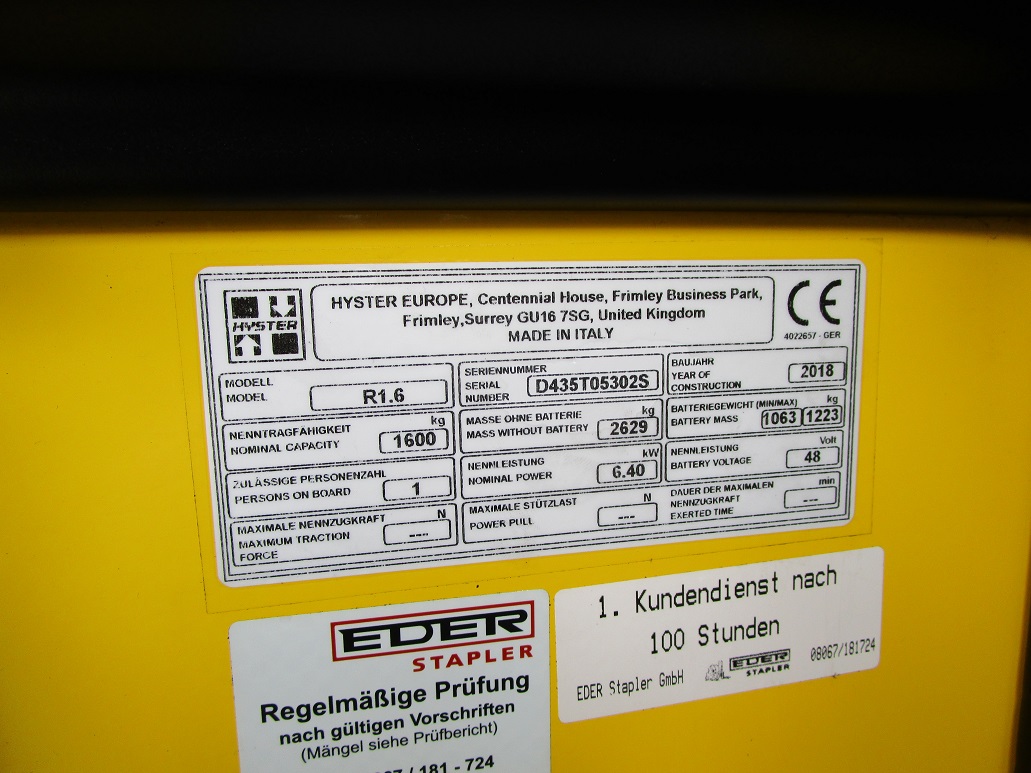 HYSTER
HYSTER EUROPE, Centennial House, Frimley Business Park,
Frimley,Surrey GU16 7SG, United Kingdom
MADE IN ITALY
CE
4022657 - GER
MODELL
MODEL
R1.6
SERIENNUMMER
SERIAL
NUMBER
D435T05302S
BAUJAHR
YEAR OF
CONSTRUCTION
2018
NENNTRAGFÄHIGKEIT
NOMINAL CAPACITY
kg
1600
MASSE OHNE BATTERIE
MASS WITHOUT BATTERY
kg
2629
BATTERIEGEWICHT (MIN/MAX)
BATTERY MASS
kg
1063 1223
ZULÄSSIGE PERSONENZAHL
PERSONS ON BOARD
1
NENNLEISTUNG
NOMINAL POWER
kW
6.40
NENNLEISTUNG
BATTERY VOLTAGE
Volt
48
MAXIMALE NENNZUGKRAFT
MAXIMUM TRACTION
FORCE
N
---
MAXIMALE STÜTZLAST
POWER PULL
N
---
DAUER DER MAXIMALEN
NENNZUGKRAFT
EXERTED TIME
min
---
EDER
STAPLER
Regelmäßige Prüfung
nach gültigen Vorschriften
(Mängel siehe Prüfbericht)
/ 181 - 724
1. Kundendienst nach
100 Stunden
EDER Stapler GmbH
EDER
STAPLER
08067/181724